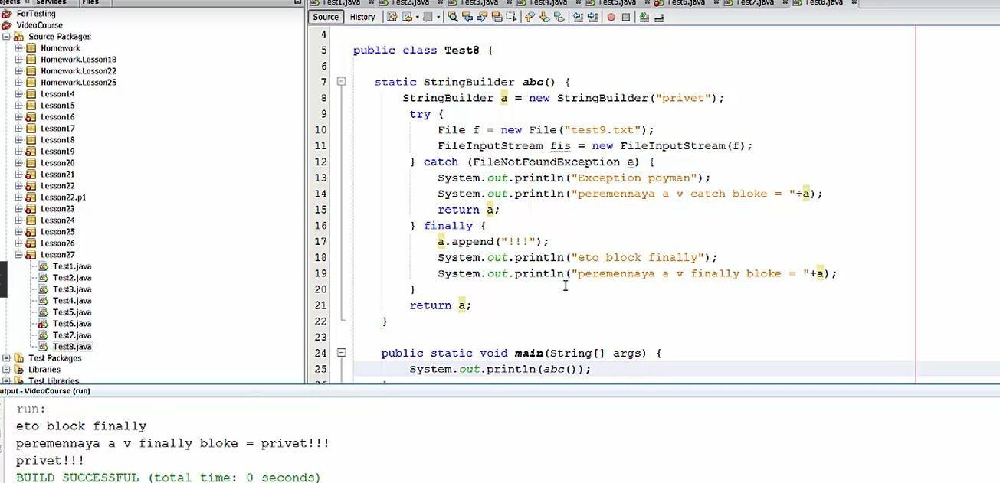 ojects
Services
Files
Test1.java
Test2.java
Test3.java
Test4.java
Test5.java
Test6.java
Test7.java
Test8.java
ForTesting
VideoCourse
Source Packages
Homework
Homework.Lesson18
Homework.Lesson22
Homework.Lesson25
Lesson14
Lesson15
Lesson16
Lesson17
Lesson18
Lesson19
Lesson20
Lesson21
Lesson22
Lesson22.p1
Lesson23
Lesson24
Lesson25
Lesson26
Lesson27
Test1.java
Test2.java
Test3.java
Test4.java
Test5.java
Test6.java
Test7.java
Test8.java
Test Packages
Libraries
Test Libraries
Source History
4
5 public class Test8 {
6
7 static StringBuilder abc() {
8 StringBuilder a = new StringBuilder("privet");
9 try {
10 File f = new File("test9.txt");
11 FileInputStream fis = new FileInputStream(f);
12 } catch (FileNotFoundException e) {
13 System.out.println("Exception poyman");
14 System.out.println("peremennaya a v catch bloke = "+a);
15 return a;
16 } finally {
17 a.append("!!!");
18 System.out.println("eto block finally");
19 System.out.println("peremennaya a v finally bloke = "+a);
20 }
21 return a;
22 }
23
24 public static void main(String[] args) {
25 System.out.println(abc());
utput - VideoCourse (run)
run:
eto block finally
peremennaya a v finally bloke = privet!!!
privet!!!
BUILD SUCCESSFUL (total time: 0 seconds)